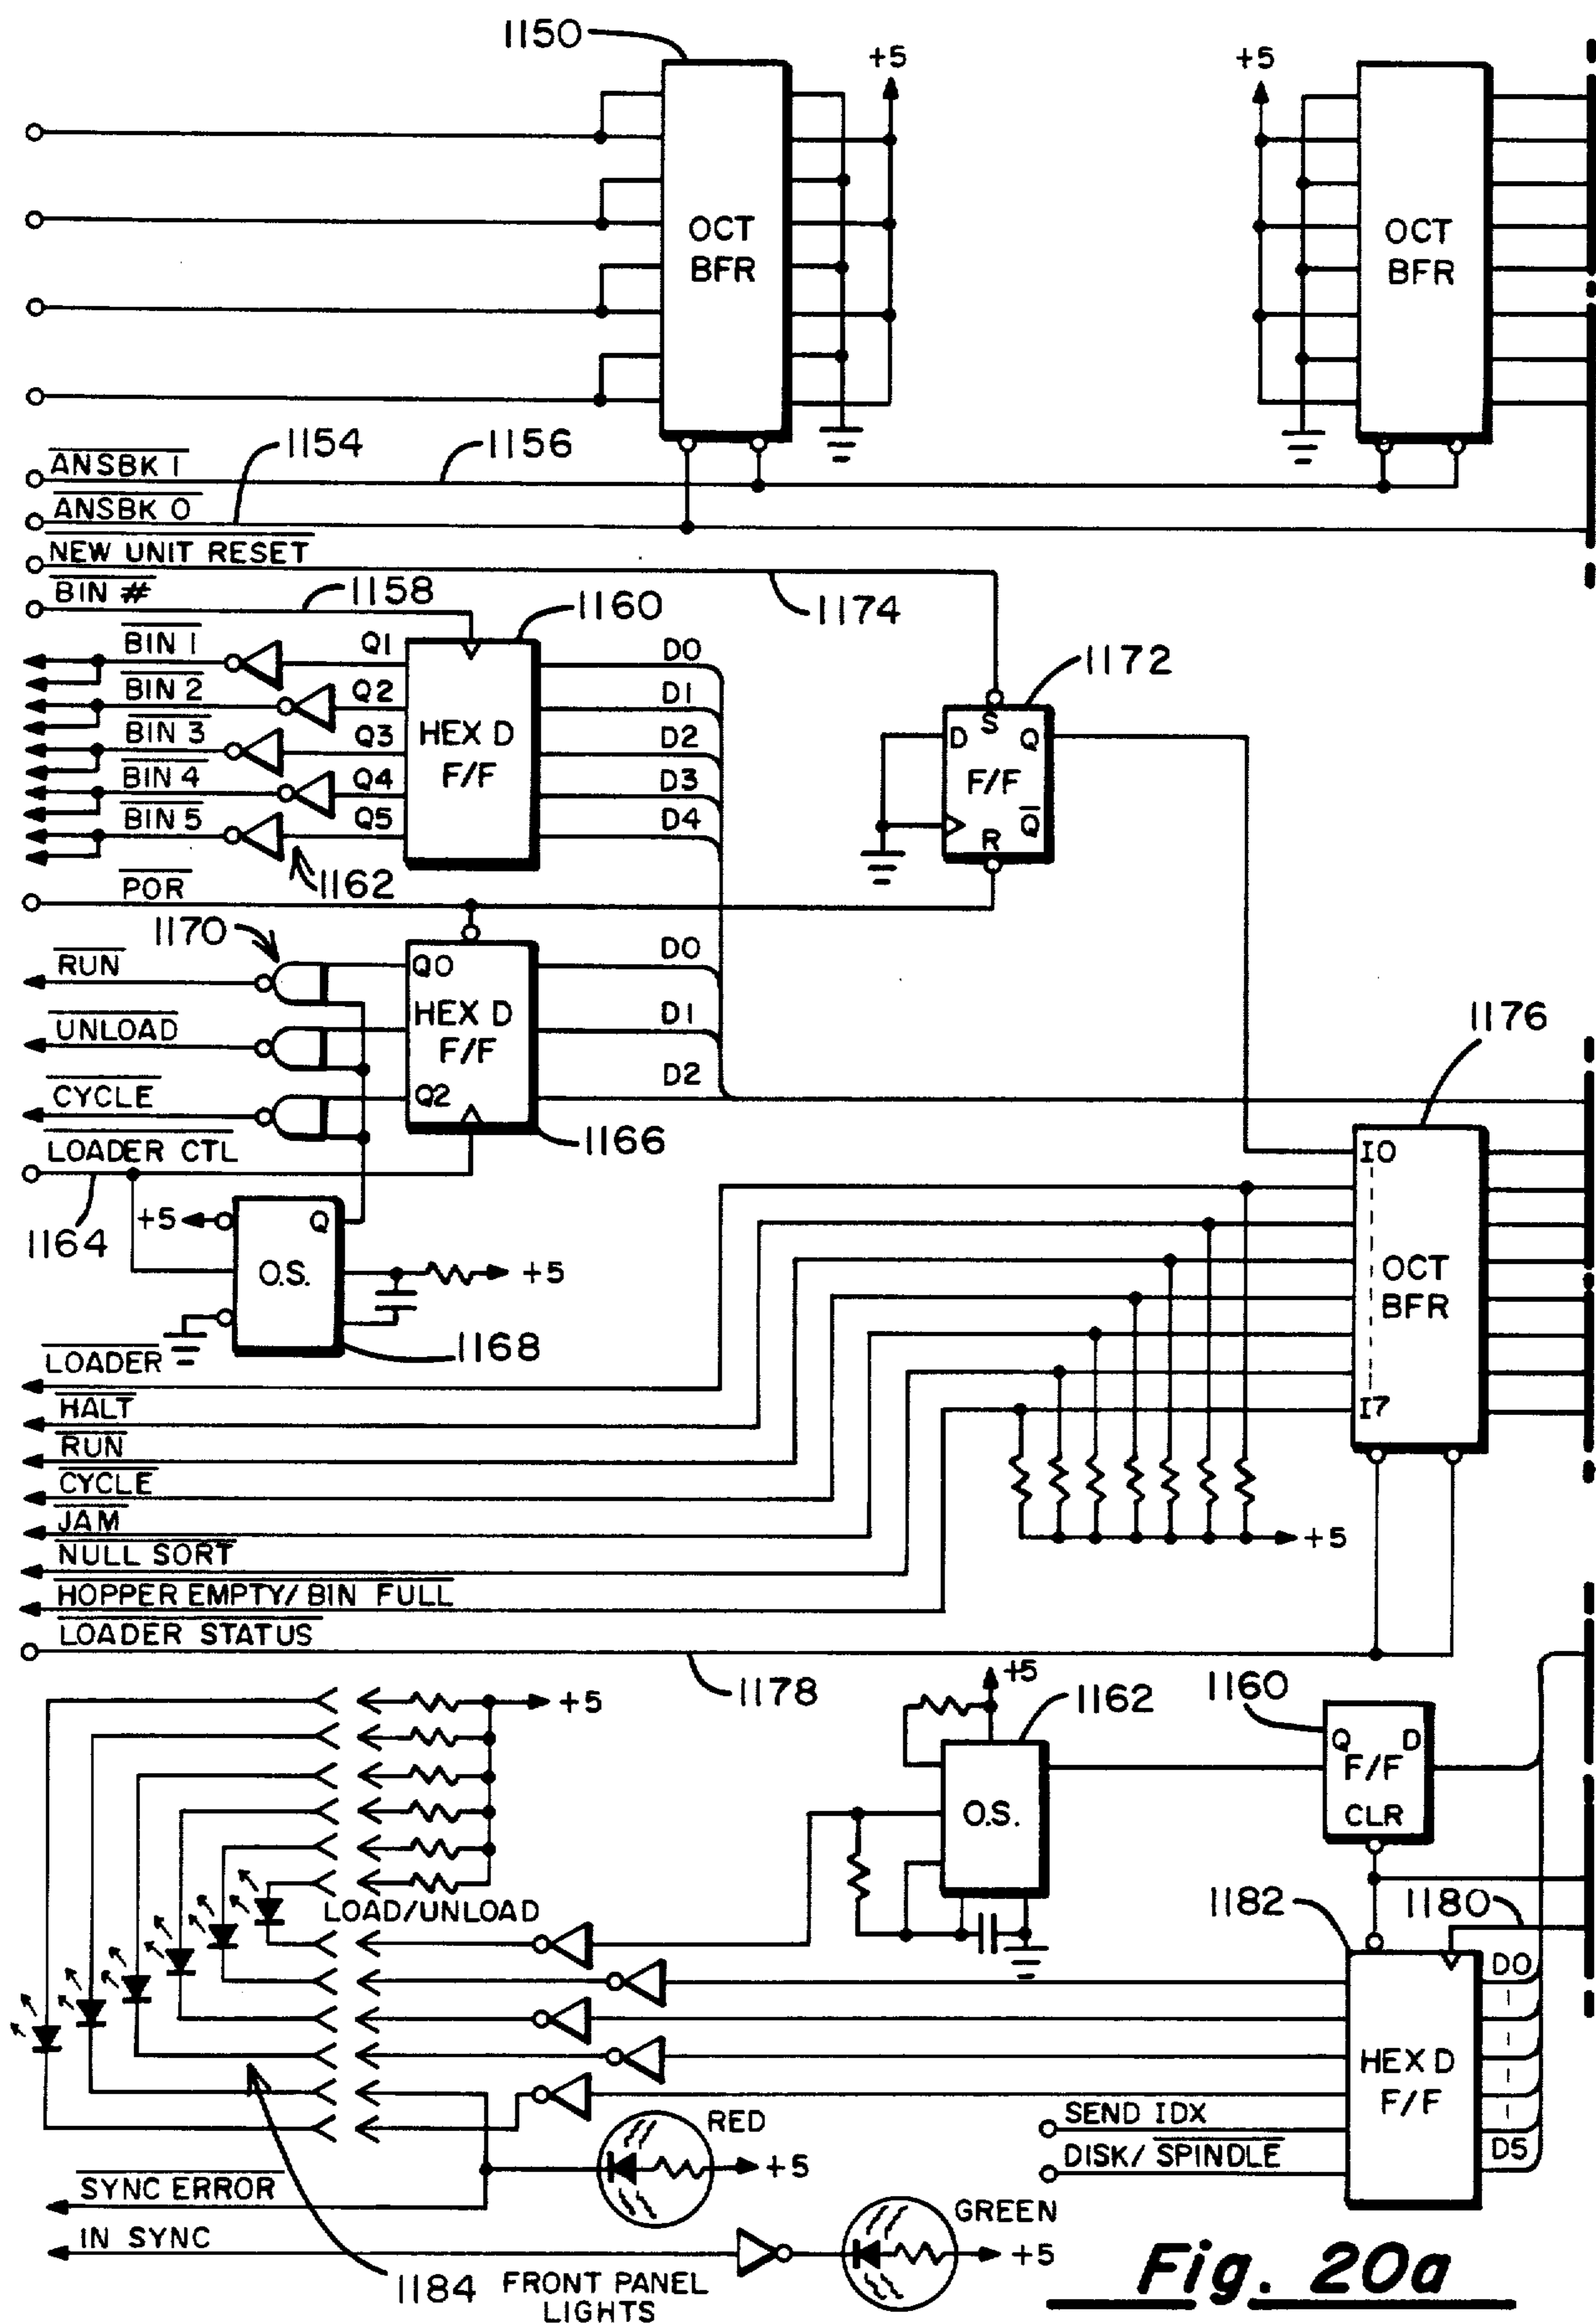 1150
+5
+5
OCT
BFR
OCT
BFR
ANSBK 1
1154
1156
ANSBK 0
NEW UNIT RESET
BIN #
1158
1160
1174
BIN 1
Q1
D0
BIN 2
Q2
D1
BIN 3
Q3
HEX D
F/F
D2
BIN 4
Q4
D3
BIN 5
Q5
D4
1162
1172
S
D
Q
F/F
Q
R
POR
1170
RUN
Q0
D0
UNLOAD
HEX D
F/F
D1
CYCLE
Q2
D2
1166
LOADER CTL
1164
+5
Q
O.S.
+5
1168
1176
I0
OCT
BFR
I7
LOADER
HALT
RUN
CYCLE
JAM
+5
NULL SORT
HOPPER EMPTY/ BIN FULL
LOADER STATUS
1178
+5
+5
1162
1160
Q
D
F/F
CLR
O.S.
LOAD/UNLOAD
1182
1180
D0
HEX D
F/F
D5
SEND IDX
DISK/ SPINDLE
RED
+5
SYNC ERROR
IN SYNC
GREEN
+5
1184
FRONT PANEL
LIGHTS
Fig. 20a